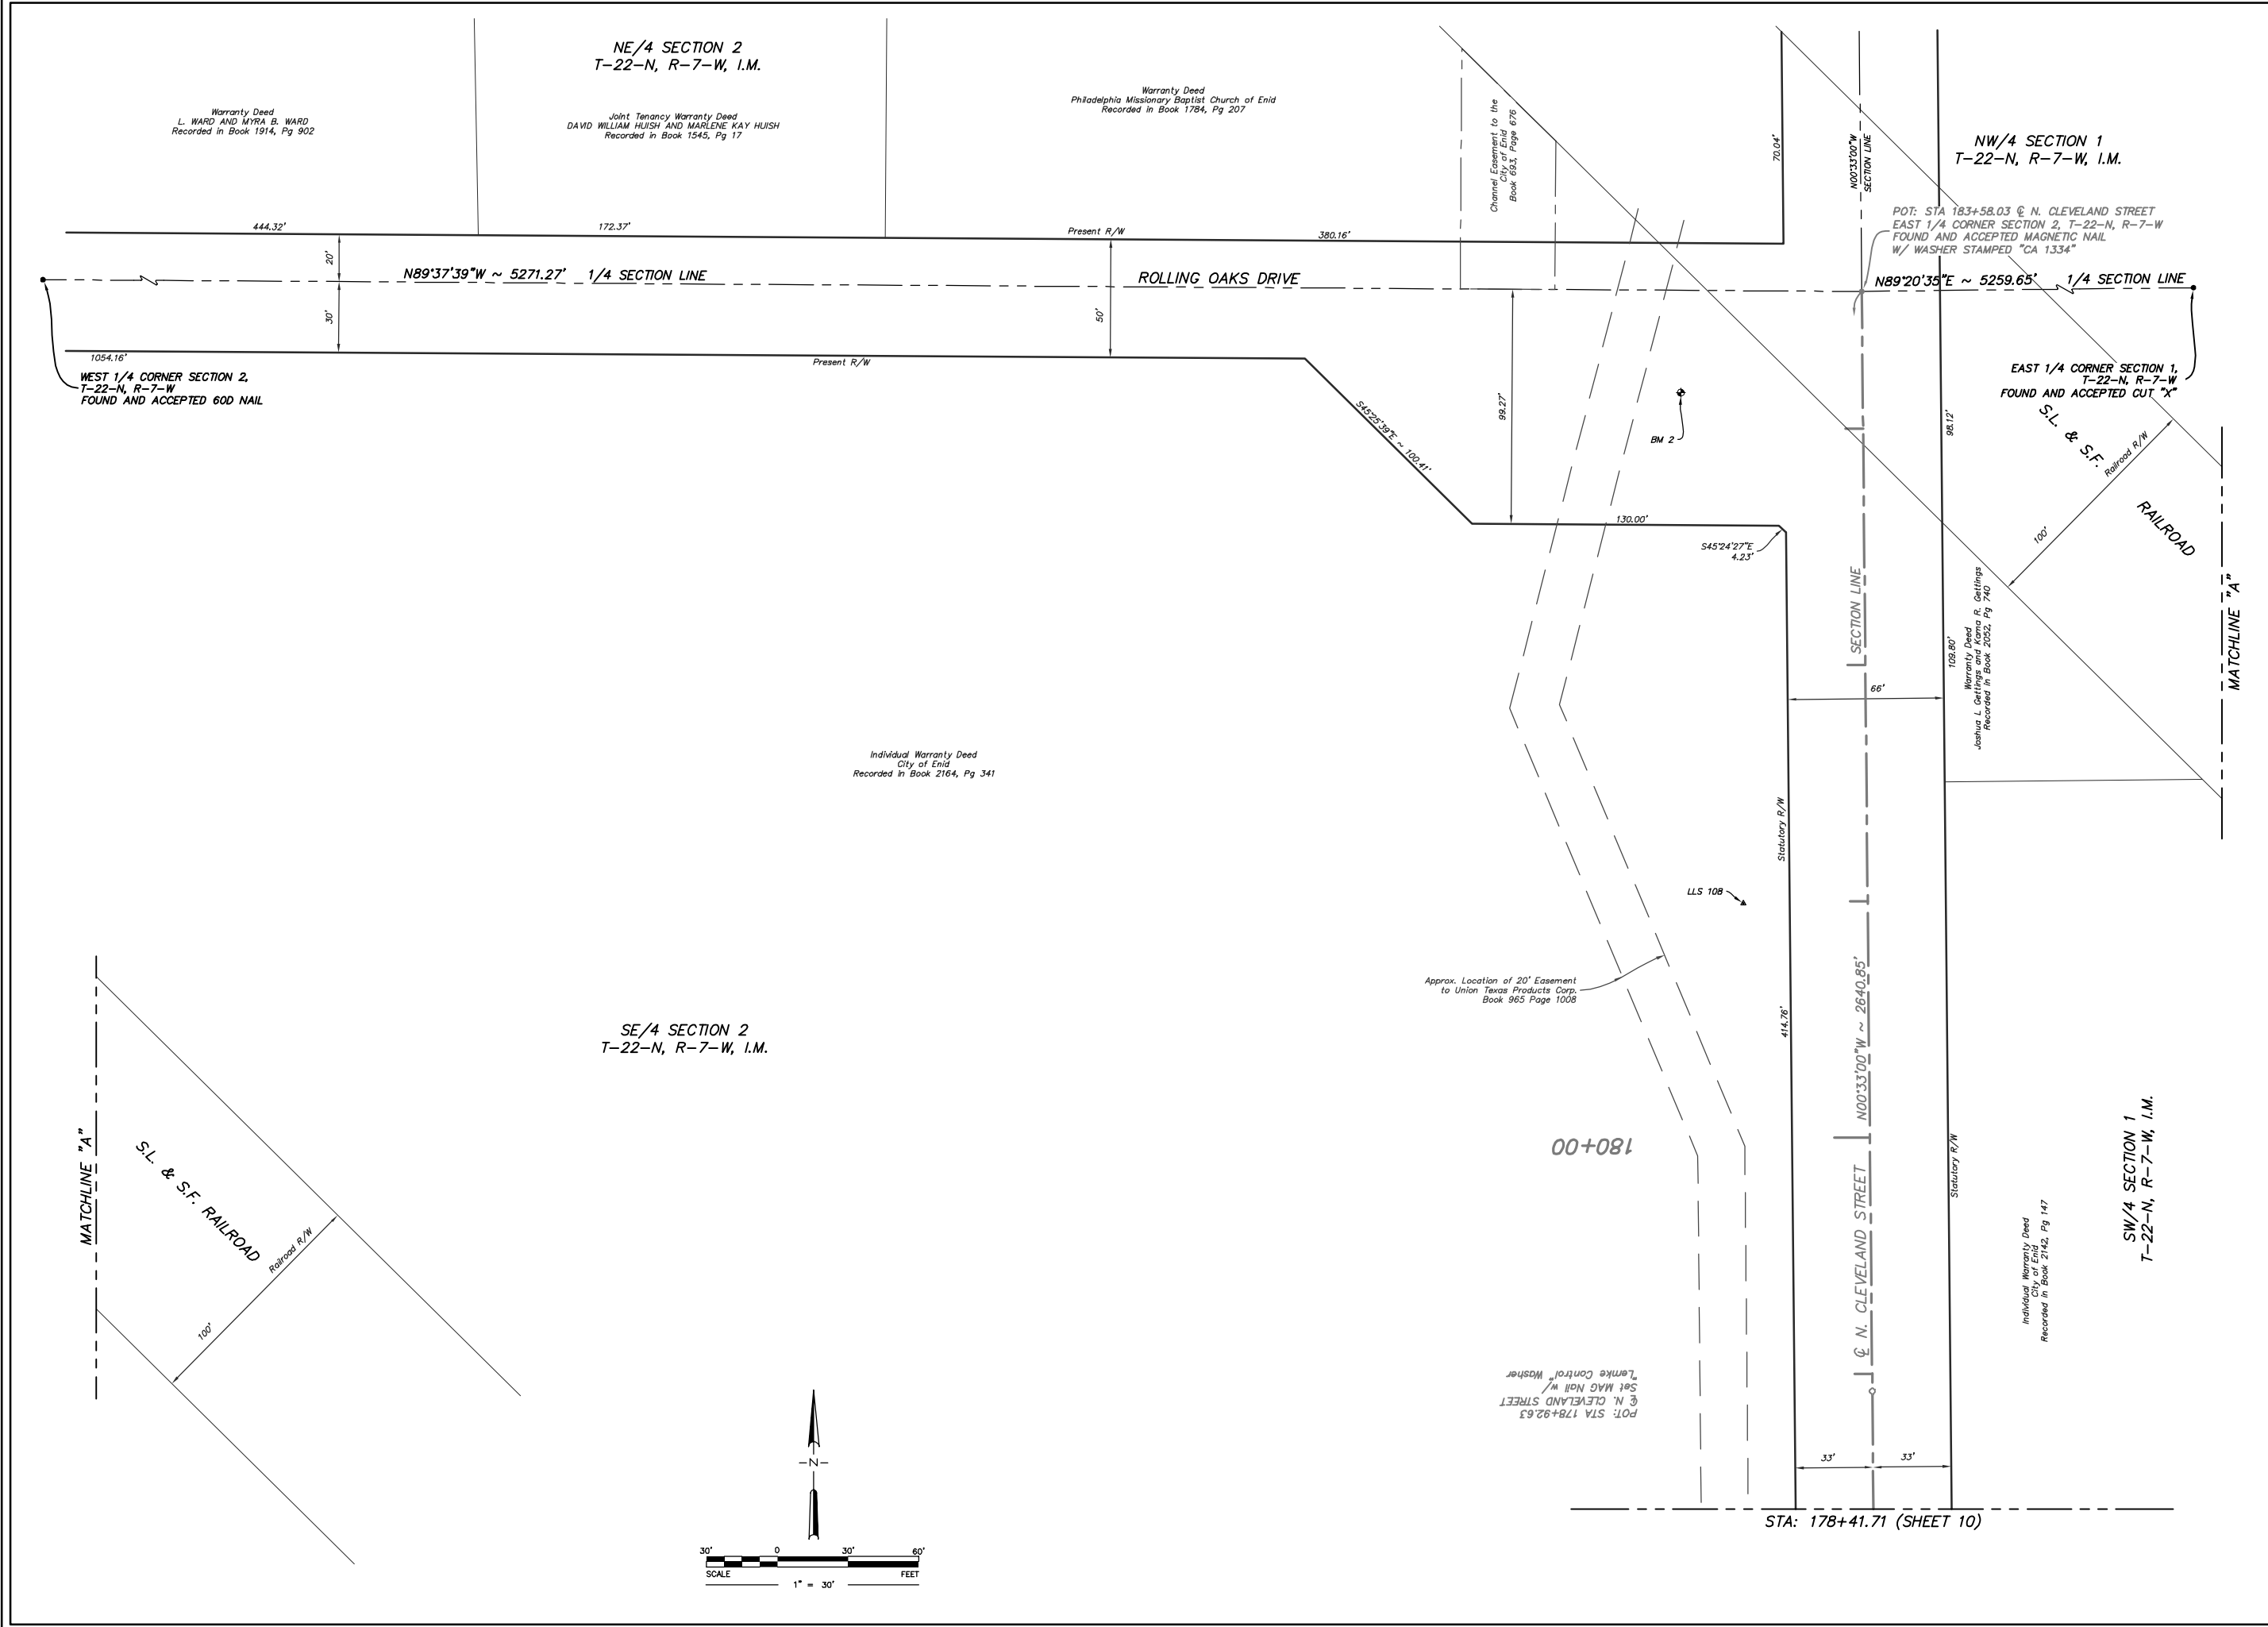 NE/4 SECTION 2
T-22-N, R-7-W, I.M.
Warranty Deed
L. WARD AND MYRA B. WARD
Recorded in Book 1914, Pg 902
Joint Tenancy Warranty Deed
DAVID WILLIAM HUISH AND MARLENE KAY HUISH
Recorded in Book 1545, Pg 17
Warranty Deed
Philadelphia Missionary Baptist Church of Enid
Recorded in Book 1784, Pg 207
Channel Easement to the
City of Enid
Book 693, Page 676
70.04'
N00°33'00"W
SECTION LINE
NW/4 SECTION 1
T-22-N, R-7-W, I.M.
POT: STA 183+58.03 ℄ N. CLEVELAND STREET
EAST 1/4 CORNER SECTION 2, T-22-N, R-7-W
FOUND AND ACCEPTED MAGNETIC NAIL
W/ WASHER STAMPED "CA 1334"
444.32'
172.37'
Present R/W
380.16'
20'
N89°37'39"W ~ 5271.27' 1/4 SECTION LINE
ROLLING OAKS DRIVE
N89°20'35"E ~ 5259.65' 1/4 SECTION LINE
30'
50'
1054.16'
Present R/W
WEST 1/4 CORNER SECTION 2,
T-22-N, R-7-W
FOUND AND ACCEPTED 60D NAIL
EAST 1/4 CORNER SECTION 1,
T-22-N, R-7-W
FOUND AND ACCEPTED CUT "X"
S45°25'39"E ~ 100.41'
99.27'
BM 2
98.12'
S.L. & S.F.
Railroad R/W
RAILROAD
100'
130.00'
S45°24'27"E
4.23'
SECTION LINE
Warranty Deed
Joshua L Gettings and Karna R. Gettings
Recorded in Book 2052, Pg 740
109.80'
MATCHLINE "A"
66'
Individual Warranty Deed
City of Enid
Recorded in Book 2164, Pg 341
Statutory R/W
LLS 108
Approx. Location of 20' Easement
to Union Texas Products Corp.
Book 965 Page 1008
414.76'
N00°33'00"W ~ 2640.85'
SE/4 SECTION 2
T-22-N, R-7-W, I.M.
MATCHLINE "A"
S.L. & S.F. RAILROAD
Railroad R/W
100'
180+00
℄ N. CLEVELAND STREET
Statutory R/W
SW/4 SECTION 1
T-22-N, R-7-W, I.M.
Individual Warranty Deed
City of Enid
Recorded in Book 2142, Pg 147
POT: STA 178+92.63
℄ N. CLEVELAND STREET
Set MAG Nail w/
"Lemke Control" Washer
33'
33'
STA: 178+41.71 (SHEET 10)
-N-
30'
0
30'
60'
SCALE
FEET
1" = 30'